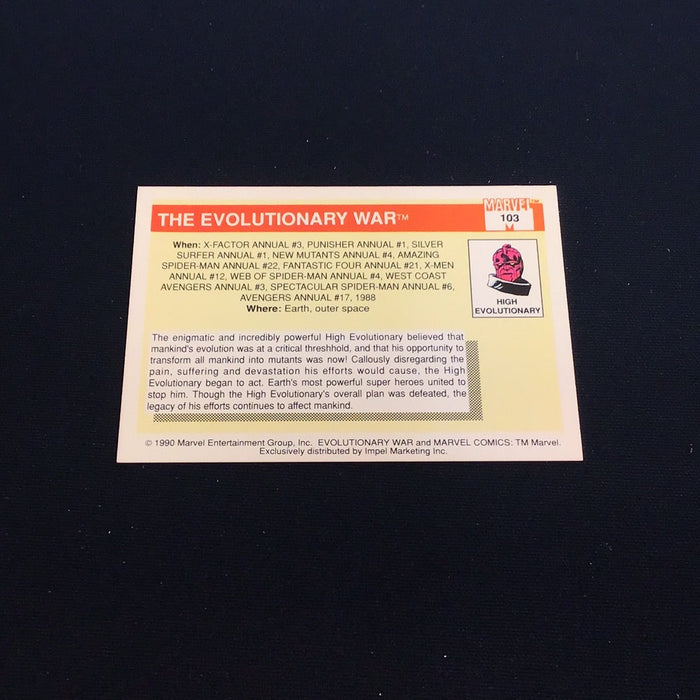 MARVEL™
THE EVOLUTIONARY WAR™
103
When: X-FACTOR ANNUAL #3, PUNISHER ANNUAL #1, SILVER
SURFER ANNUAL #1, NEW MUTANTS ANNUAL #4, AMAZING
SPIDER-MAN ANNUAL #22, FANTASTIC FOUR ANNUAL #21, X-MEN
ANNUAL #12, WEB OF SPIDER-MAN ANNUAL #4, WEST COAST
AVENGERS ANNUAL #3, SPECTACULAR SPIDER-MAN ANNUAL #6,
AVENGERS ANNUAL #17, 1988
Where: Earth, outer space
HIGH
EVOLUTIONARY
The enigmatic and incredibly powerful High Evolutionary believed that
mankind's evolution was at a critical threshhold, and that his opportunity to
transform all mankind into mutants was now! Callously disregarding the
pain, suffering and devastation his efforts would cause, the High
Evolutionary began to act. Earth's most powerful super heroes united to
stop him. Though the High Evolutionary's overall plan was defeated, the
legacy of his efforts continues to affect mankind.
© 1990 Marvel Entertainment Group, Inc. EVOLUTIONARY WAR and MARVEL COMICS: TM Marvel.
Exclusively distributed by Impel Marketing Inc.